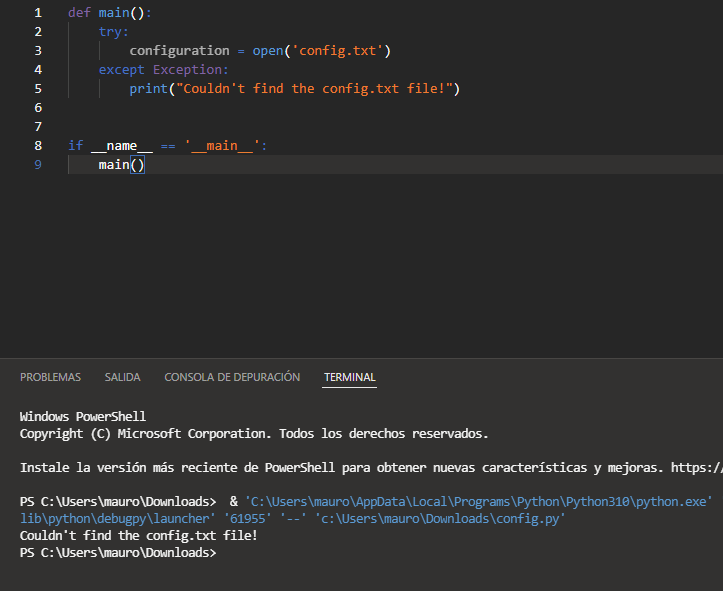 1 def main():
2     try:
3         configuration = open('config.txt')
4     except Exception:
5         print("Couldn't find the config.txt file!")
6
7
8 if __name__ == '__main__':
9     main()
PROBLEMAS SALIDA CONSOLA DE DEPURACIÓN TERMINAL
Windows PowerShell
Copyright (C) Microsoft Corporation. Todos los derechos reservados.
Instale la versión más reciente de PowerShell para obtener nuevas características y mejoras. https:/
PS C:\Users\mauro\Downloads>  & 'C:\Users\mauro\AppData\Local\Programs\Python\Python310\python.exe'
lib\python\debugpy\launcher' '61955' '--' 'c:\Users\mauro\Downloads\config.py'
Couldn't find the config.txt file!
PS C:\Users\mauro\Downloads>